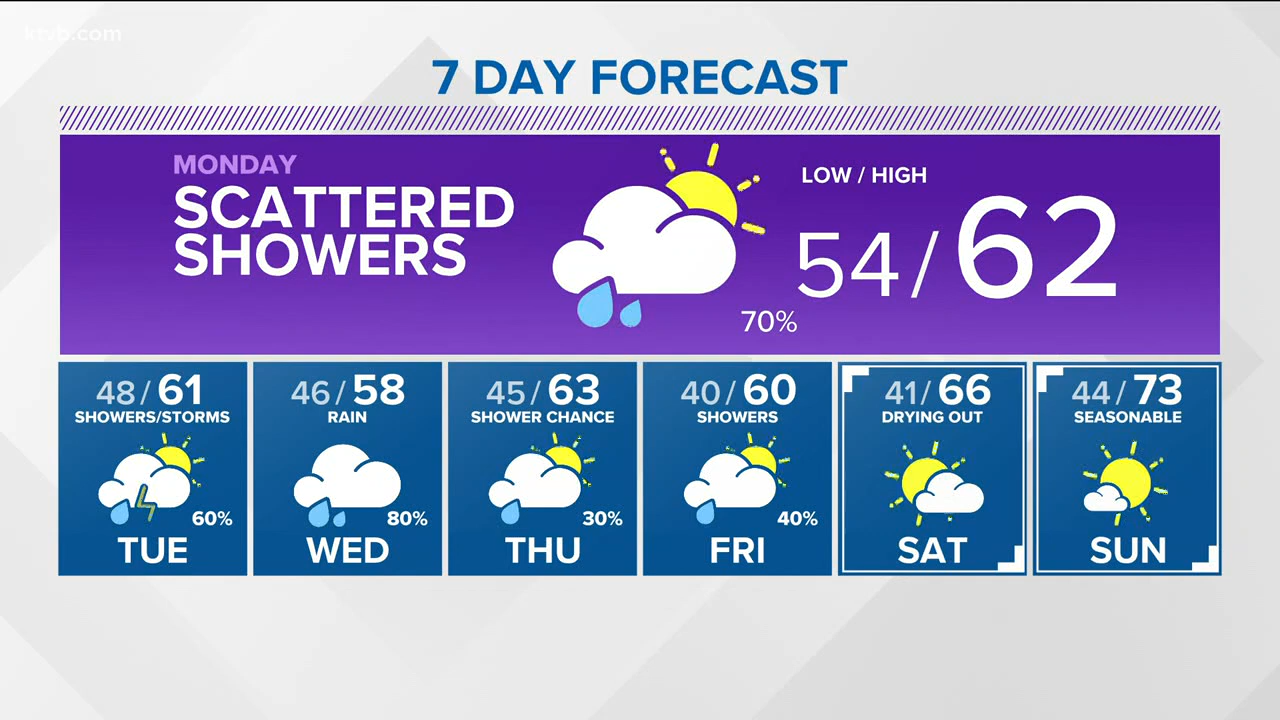 ktvb.com
7 DAY FORECAST
MONDAY
SCATTERED
SHOWERS
LOW / HIGH
54 / 62
70%
48 / 61
SHOWERS/STORMS
60%
TUE
46 / 58
RAIN
80%
WED
45 / 63
SHOWER CHANCE
30%
THU
40 / 60
SHOWERS
40%
FRI
41 / 66
DRYING OUT
SAT
44 / 73
SEASONABLE
SUN